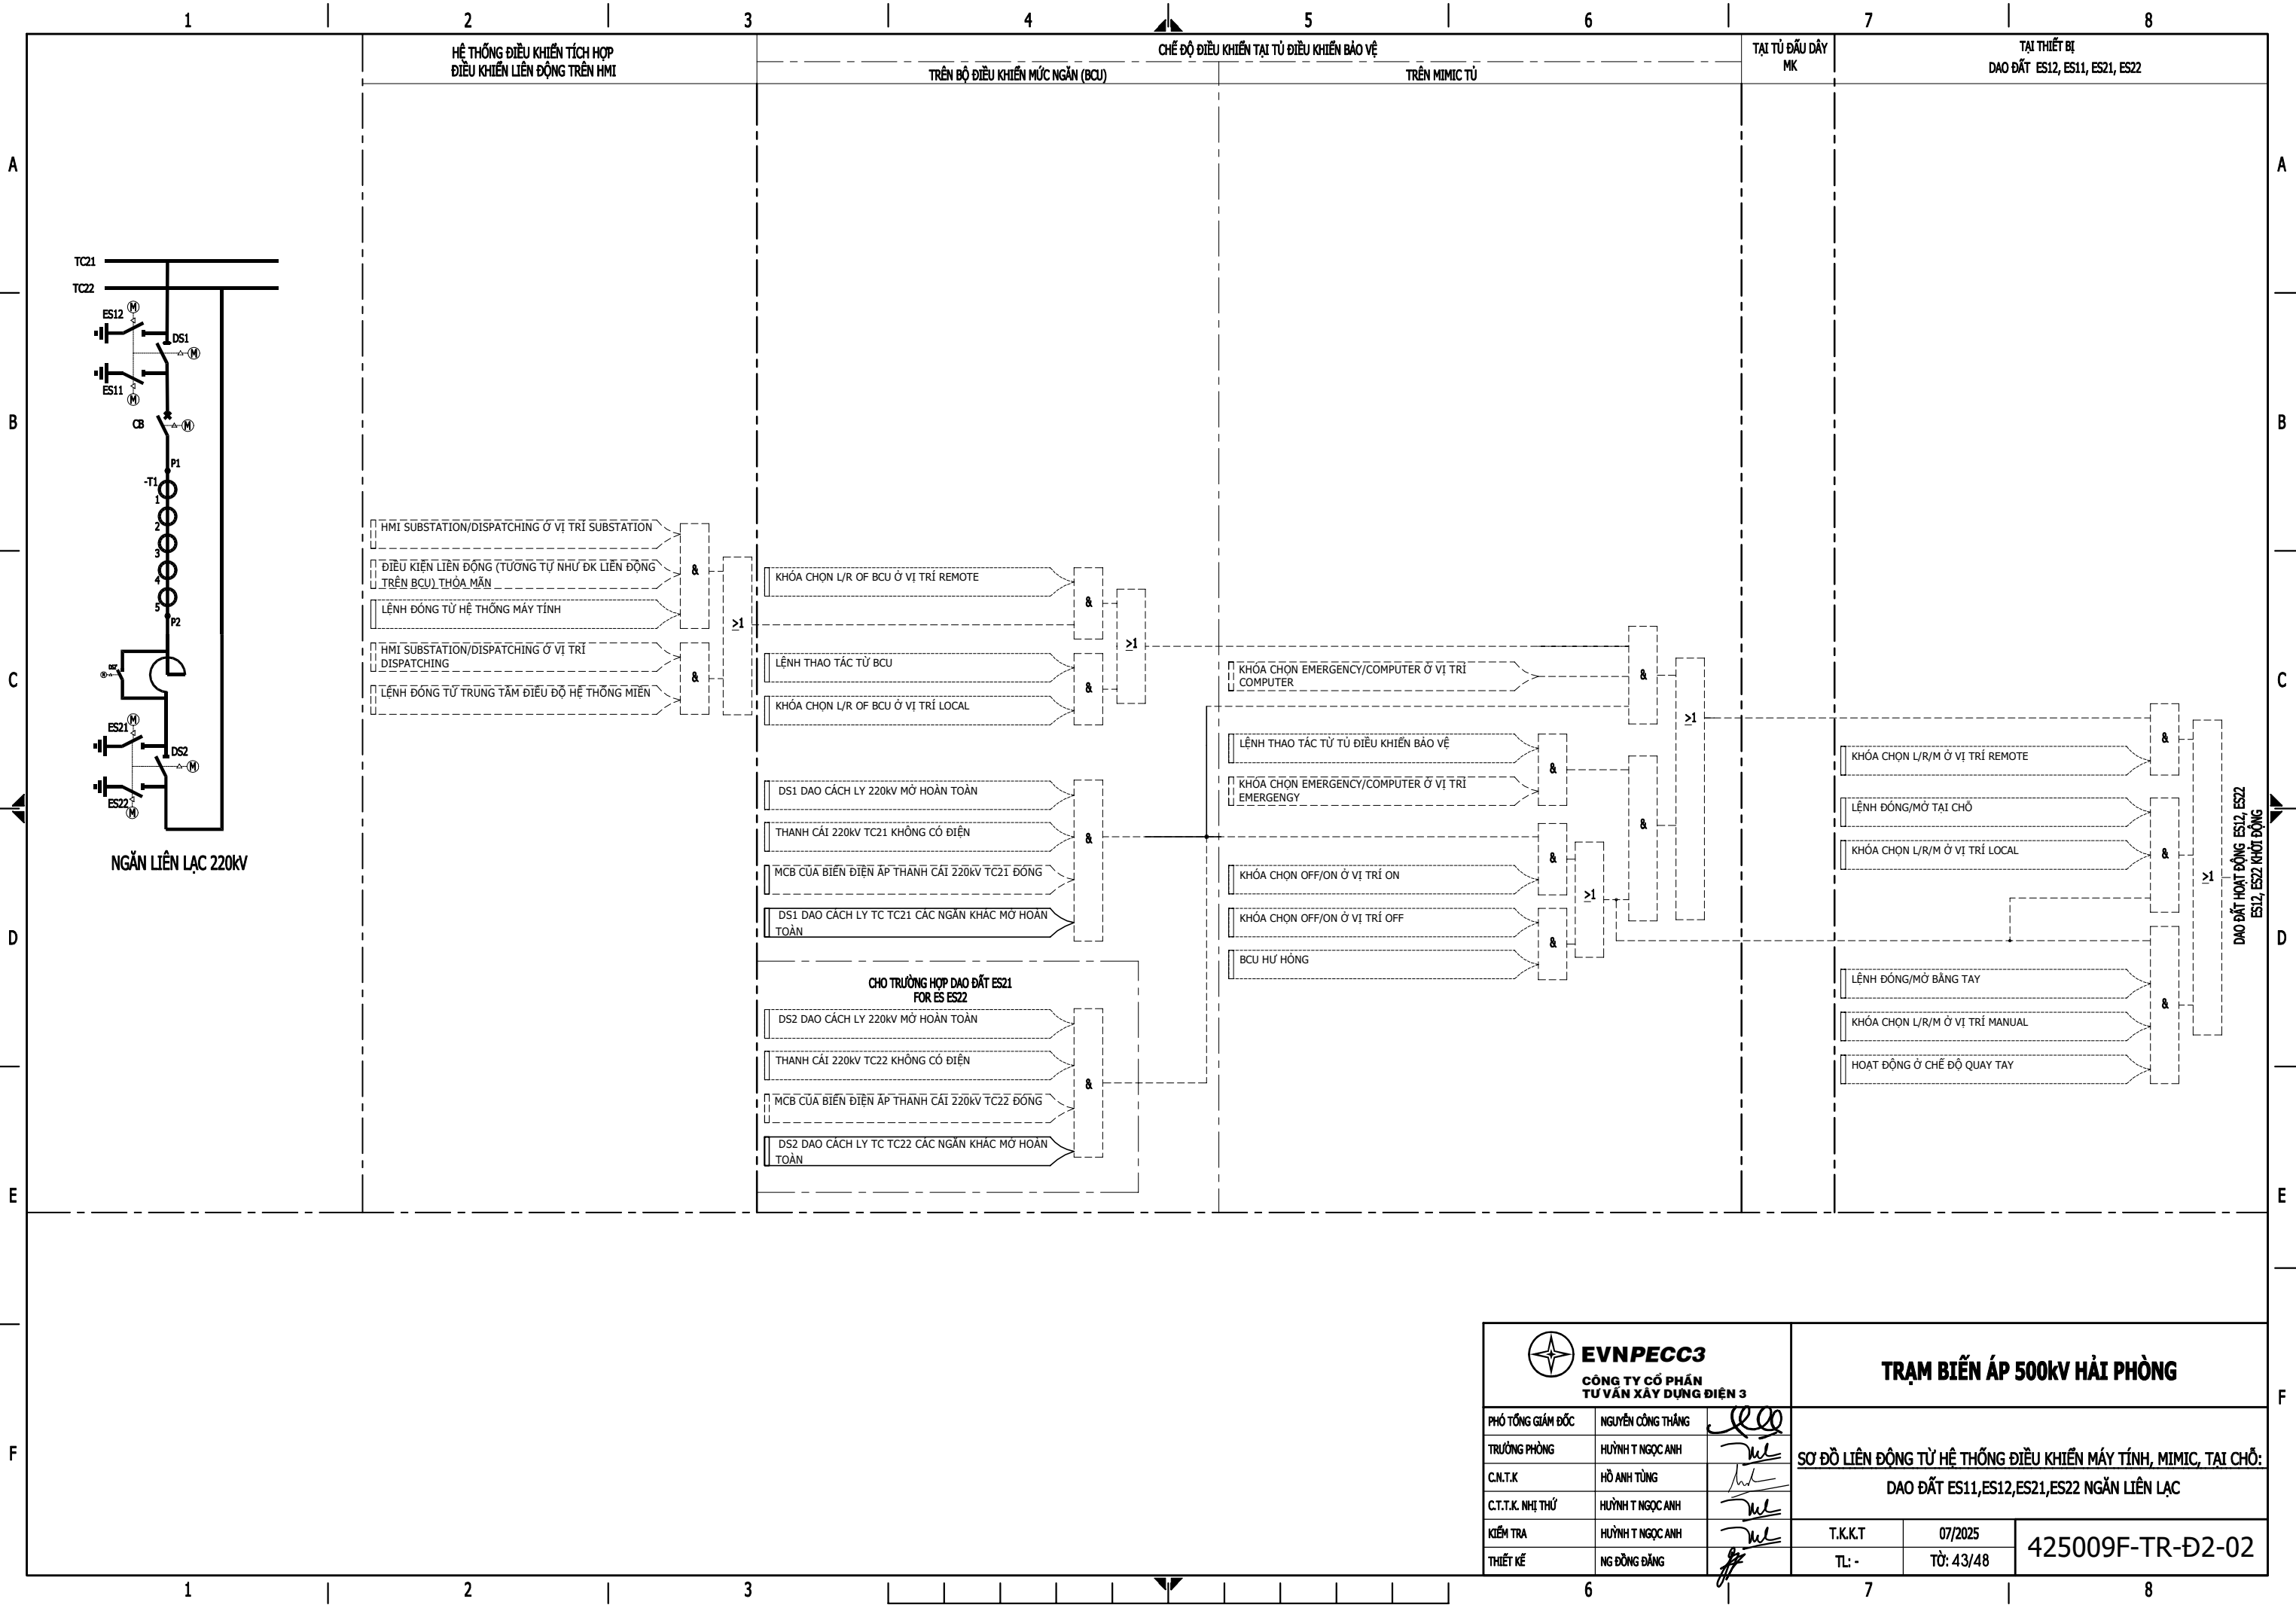 1 2 3 4 5 6 7 8
HỆ THỐNG ĐIỀU KHIỂN TÍCH HỢP
ĐIỀU KHIỂN LIÊN ĐỘNG TRÊN HMI
CHẾ ĐỘ ĐIỀU KHIỂN TẠI TỦ ĐIỀU KHIỂN BẢO VỆ
TRÊN BỘ ĐIỀU KHIỂN MỨC NGĂN (BCU)
TRÊN MIMIC TỦ
TẠI TỦ ĐẤU DÂY
MK
TẠI THIẾT BỊ
DAO ĐẤT ES12, ES11, ES21, ES22
A
A
B
B
C
C
D
D
E
E
F
F
TC21
TC22
M
ES12
DS1
M
ES11
M
CB
M
P1
-T1
1
2
3
4
5
P2
M
ES21
DS2
M
ES22
M
NGĂN LIÊN LẠC 220kV
HMI SUBSTATION/DISPATCHING Ở VỊ TRÍ SUBSTATION
ĐIỀU KIỆN LIÊN ĐỘNG (TƯƠNG TỰ NHƯ ĐK LIÊN ĐỘNG
TRÊN BCU) THỎA MÃN
LỆNH ĐÓNG TỪ HỆ THỐNG MÁY TÍNH
&
HMI SUBSTATION/DISPATCHING Ở VỊ TRÍ
DISPATCHING
LỆNH ĐÓNG TỪ TRUNG TÂM ĐIỀU ĐỘ HỆ THỐNG MIỀN
&
>1
KHÓA CHỌN L/R OF BCU Ở VỊ TRÍ REMOTE
&
LỆNH THAO TÁC TỪ BCU
KHÓA CHỌN L/R OF BCU Ở VỊ TRÍ LOCAL
&
>1
DS1 DAO CÁCH LY 220kV MỞ HOÀN TOÀN
THANH CÁI 220kV TC21 KHÔNG CÓ ĐIỆN
MCB CỦA BIẾN ĐIỆN ÁP THANH CÁI 220kV TC21 ĐÓNG
DS1 DAO CÁCH LY TC TC21 CÁC NGĂN KHÁC MỞ HOÀN
TOÀN
&
CHO TRƯỜNG HỢP DAO ĐẤT ES21
FOR ES ES22
DS2 DAO CÁCH LY 220kV MỞ HOÀN TOÀN
THANH CÁI 220kV TC22 KHÔNG CÓ ĐIỆN
MCB CỦA BIẾN ĐIỆN ÁP THANH CÁI 220kV TC22 ĐÓNG
DS2 DAO CÁCH LY TC TC22 CÁC NGĂN KHÁC MỞ HOÀN
TOÀN
&
KHÓA CHỌN EMERGENCY/COMPUTER Ở VỊ TRÍ
COMPUTER
&
LỆNH THAO TÁC TỪ TỦ ĐIỀU KHIỂN BẢO VỆ
KHÓA CHỌN EMERGENCY/COMPUTER Ở VỊ TRÍ
EMERGENGY
&
&
>1
KHÓA CHỌN OFF/ON Ở VỊ TRÍ ON
&
KHÓA CHỌN OFF/ON Ở VỊ TRÍ OFF
BCU HƯ HỎNG
&
>1
KHÓA CHỌN L/R/M Ở VỊ TRÍ REMOTE
&
LỆNH ĐÓNG/MỞ TẠI CHỖ
KHÓA CHỌN L/R/M Ở VỊ TRÍ LOCAL
&
LỆNH ĐÓNG/MỞ BẰNG TAY
KHÓA CHỌN L/R/M Ở VỊ TRÍ MANUAL
HOẠT ĐỘNG Ở CHẾ ĐỘ QUAY TAY
&
>1
DAO ĐẤT HOẠT ĐỘNG ES12, ES22
ES12, ES22 KHỞI ĐỘNG
EVNPECC3
CÔNG TY CỔ PHẦN
TƯ VẤN XÂY DỰNG ĐIỆN 3
TRẠM BIẾN ÁP 500kV HẢI PHÒNG
PHÓ TỔNG GIÁM ĐỐC NGUYỄN CÔNG THẮNG
TRƯỞNG PHÒNG HUỲNH T NGỌC ANH
C.N.T.K HỒ ANH TÙNG
C.T.T.K. NHỊ THỨ HUỲNH T NGỌC ANH
KIỂM TRA HUỲNH T NGỌC ANH
THIẾT KẾ NG ĐỒNG ĐĂNG
SƠ ĐỒ LIÊN ĐỘNG TỪ HỆ THỐNG ĐIỀU KHIỂN MÁY TÍNH, MIMIC, TẠI CHỖ:
DAO ĐẤT ES11,ES12,ES21,ES22 NGĂN LIÊN LẠC
T.K.K.T 07/2025
TL: - TỜ: 43/48
425009F-TR-Đ2-02
1 2 3 6 7 8